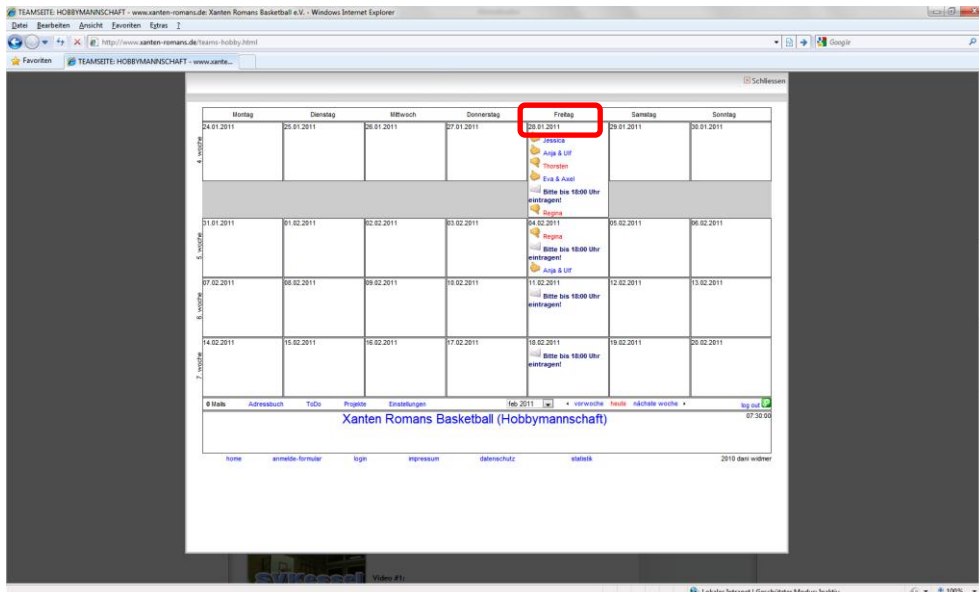 TEAMSEITE: HOBBYMANNSCHAFT - www.xanten-romans.de: Xanten Romans Basketball e.V. - Windows Internet Explorer
Datei Bearbeiten Ansicht Favoriten Extras ?
http://www.xanten-romans.de/teams-hobby.html Google
Favoriten TEAMSEITE: HOBBYMANNSCHAFT - www.xante...
Schliessen
Montag Dienstag Mittwoch Donnerstag Freitag Samstag Sonntag
4. woche
24.01.2011 25.01.2011 26.01.2011 27.01.2011 28.01.2011 29.01.2011 30.01.2011
Jessica
Anja & Ulf
Thorsten
Eva & Axel
Bitte bis 18:00 Uhr
eintragen!
Regina
5. woche
31.01.2011 01.02.2011 02.02.2011 03.02.2011 04.02.2011 05.02.2011 06.02.2011
Regina
Bitte bis 18:00 Uhr
eintragen!
Anja & Ulf
6. woche
07.02.2011 08.02.2011 09.02.2011 10.02.2011 11.02.2011 12.02.2011 13.02.2011
Bitte bis 18:00 Uhr
eintragen!
7. woche
14.02.2011 15.02.2011 16.02.2011 17.02.2011 18.02.2011 19.02.2011 20.02.2011
Bitte bis 18:00 Uhr
eintragen!
0 Mails Adressbuch ToDo Projekte Einstellungen feb 2011 vorwoche heute nächste woche log out
Xanten Romans Basketball (Hobbymannschaft) 07:30:00
home anmelde-formular login impressum datenschutz statistik 2010 dani widmer
Video #1:
Lokales Intranet | Geschützter Modus: Inaktiv 100%